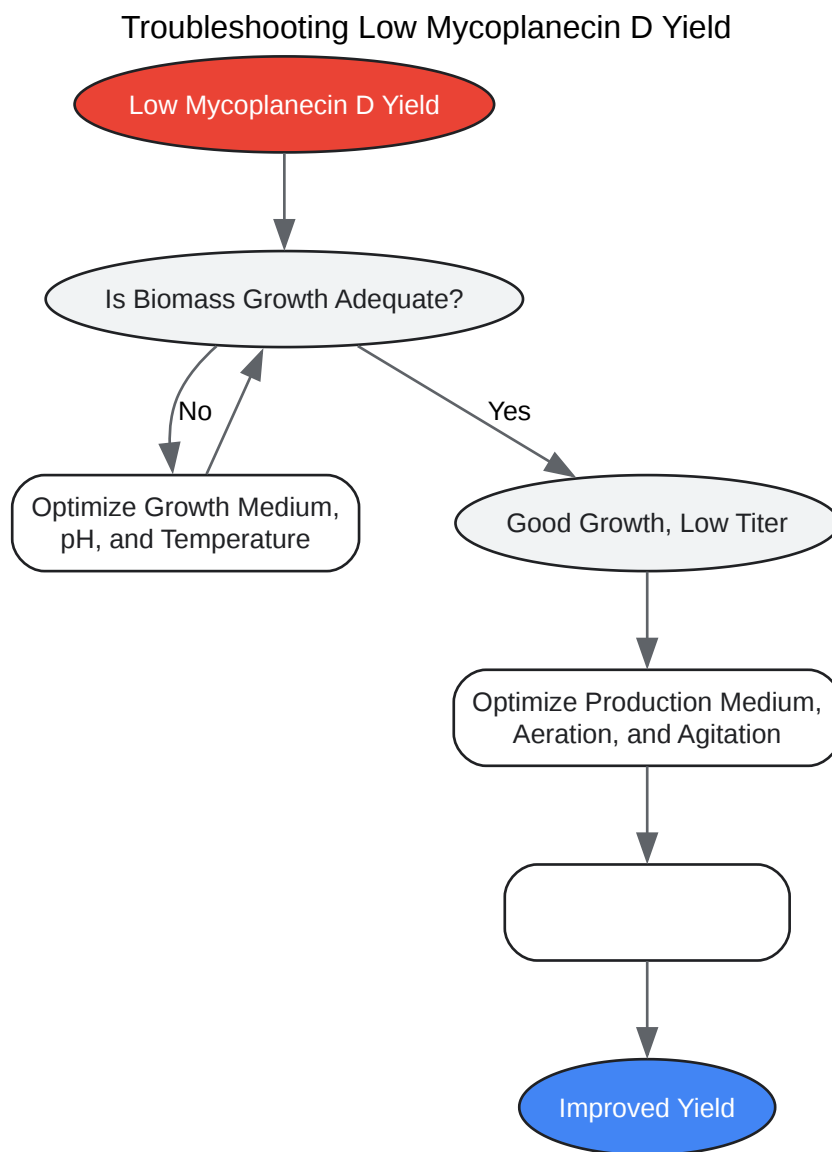 Troubleshooting Low Mycoplanecin D Yield
Low Mycoplanecin D Yield
Is Biomass Growth Adequate?
No
Yes
Optimize Growth Medium,
pH, and Temperature
Good Growth, Low Titer
Optimize Production Medium,
Aeration, and Agitation
Improved Yield